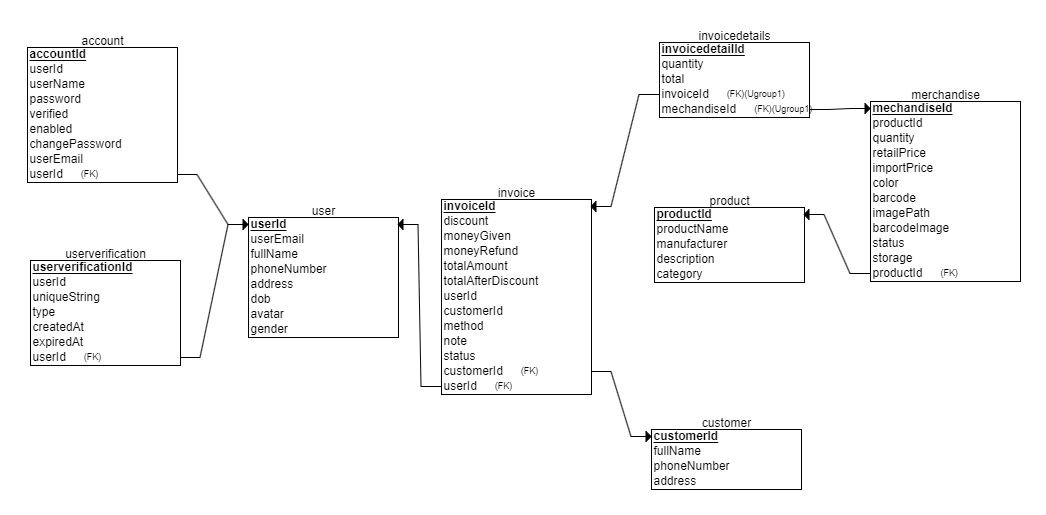 account
accountId
userId
userName
password
verified
enabled
changePassword
userEmail
userId (FK)
userverification
userverificationId
userId
uniqueString
type
createdAt
expiredAt
userId (FK)
user
userId
userEmail
fullName
phoneNumber
address
dob
avatar
gender
invoice
invoiceId
discount
moneyGiven
moneyRefund
totalAmount
totalAfterDiscount
userId
customerId
method
note
status
customerId (FK)
userId (FK)
invoicedetails
invoicedetailId
quantity
total
invoiceId (FK)(Ugroup1)
mechandiseId (FK)(Ugroup1)
product
productId
productName
manufacturer
description
category
merchandise
mechandiseId
productId
quantity
retailPrice
importPrice
color
barcode
imagePath
barcodeImage
status
storage
productId (FK)
customer
customerId
fullName
phoneNumber
address